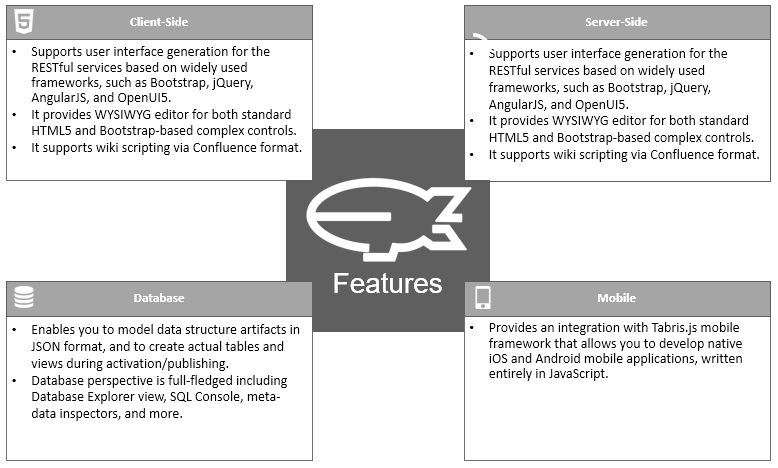 Client-Side
• Supports user interface generation for the
RESTful services based on widely used
frameworks, such as Bootstrap, jQuery,
AngularJS, and OpenUI5.
• It provides WYSIWYG editor for both standard
HTML5 and Bootstrap-based complex controls.
• It supports wiki scripting via Confluence format.
Server-Side
• Supports user interface generation for the
RESTful services based on widely used
frameworks, such as Bootstrap, jQuery,
AngularJS, and OpenUI5.
• It provides WYSIWYG editor for both standard
HTML5 and Bootstrap-based complex controls.
• It supports wiki scripting via Confluence format.
Features
Database
• Enables you to model data structure artifacts in
JSON format, and to create actual tables and
views during activation/publishing.
• Database perspective is full-fledged including
Database Explorer view, SQL Console, meta-
data inspectors, and more.
Mobile
• Provides an integration with Tabris.js mobile
framework that allows you to develop native
iOS and Android mobile applications, written
entirely in JavaScript.